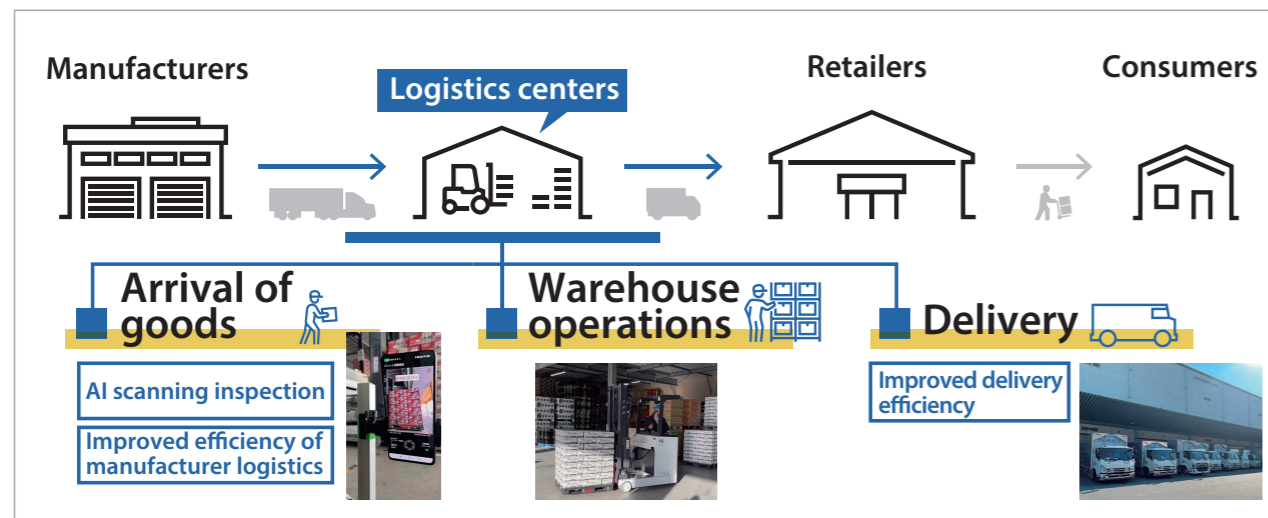 Manufacturers
Logistics centers
Retailers
Consumers
Arrival of
goods
AI scanning inspection
Improved efficiency of
manufacturer logistics
Warehouse
operations
Delivery
Improved delivery
efficiency